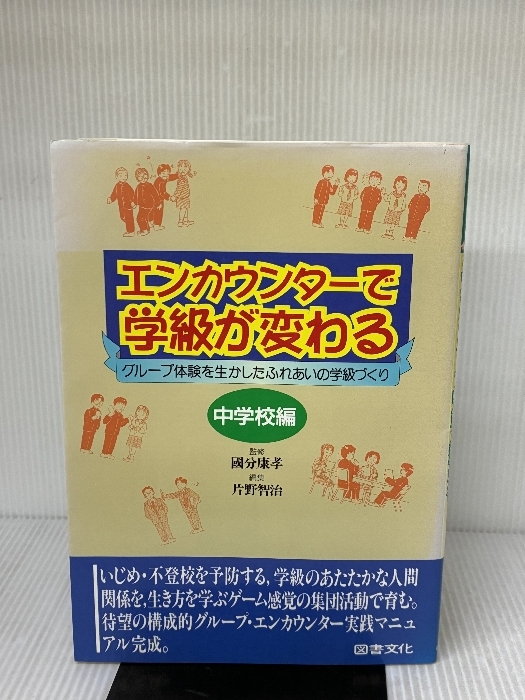 エンカウンターで
学級が変わる
グループ体験を生かしたふれあいの学級づくり
中学校編
監修
國分康孝
編集
片野智治
いじめ・不登校を予防する,学級のあたたかな人間
関係を,生き方を学ぶゲーム感覚の集団活動で育む。
待望の構成的グループ・エンカウンター実践マニュ
アル完成。
図書文化